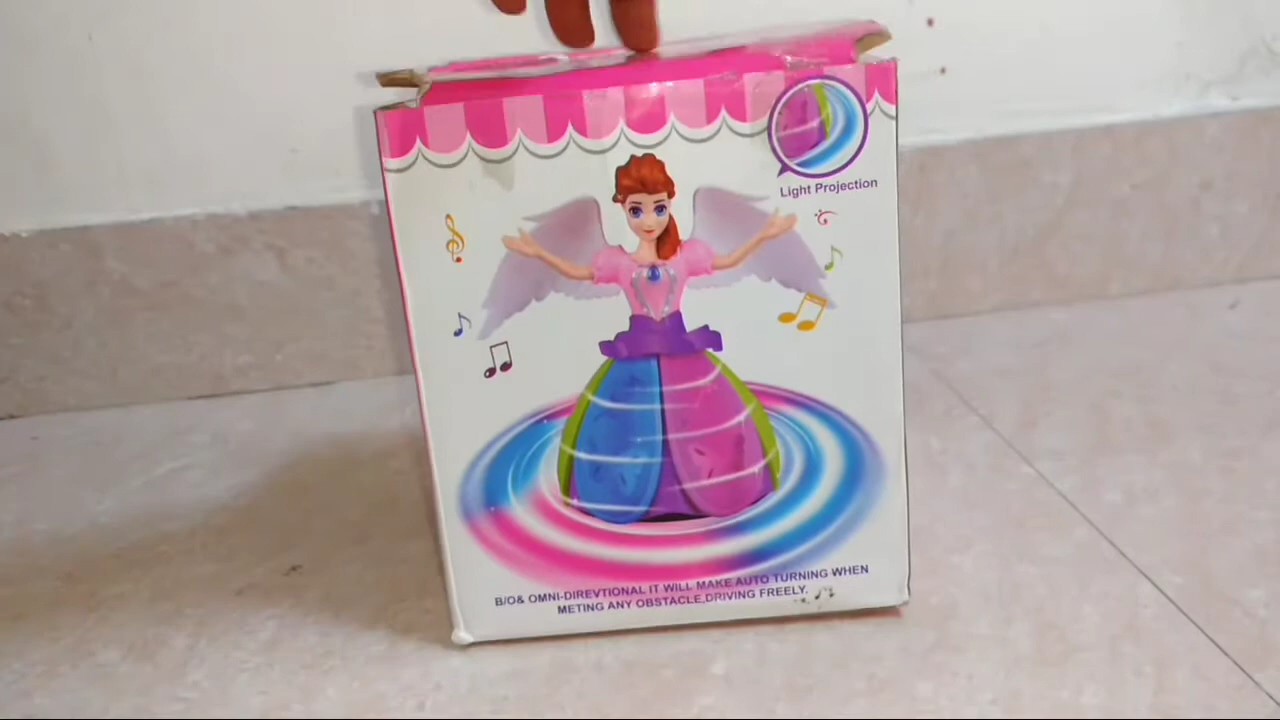 Light Projection
B/O& OMNI-DIREVTIONAL IT WILL MAKE AUTO TURNING WHEN
METING ANY OBSTACLE,DRIVING FREELY.